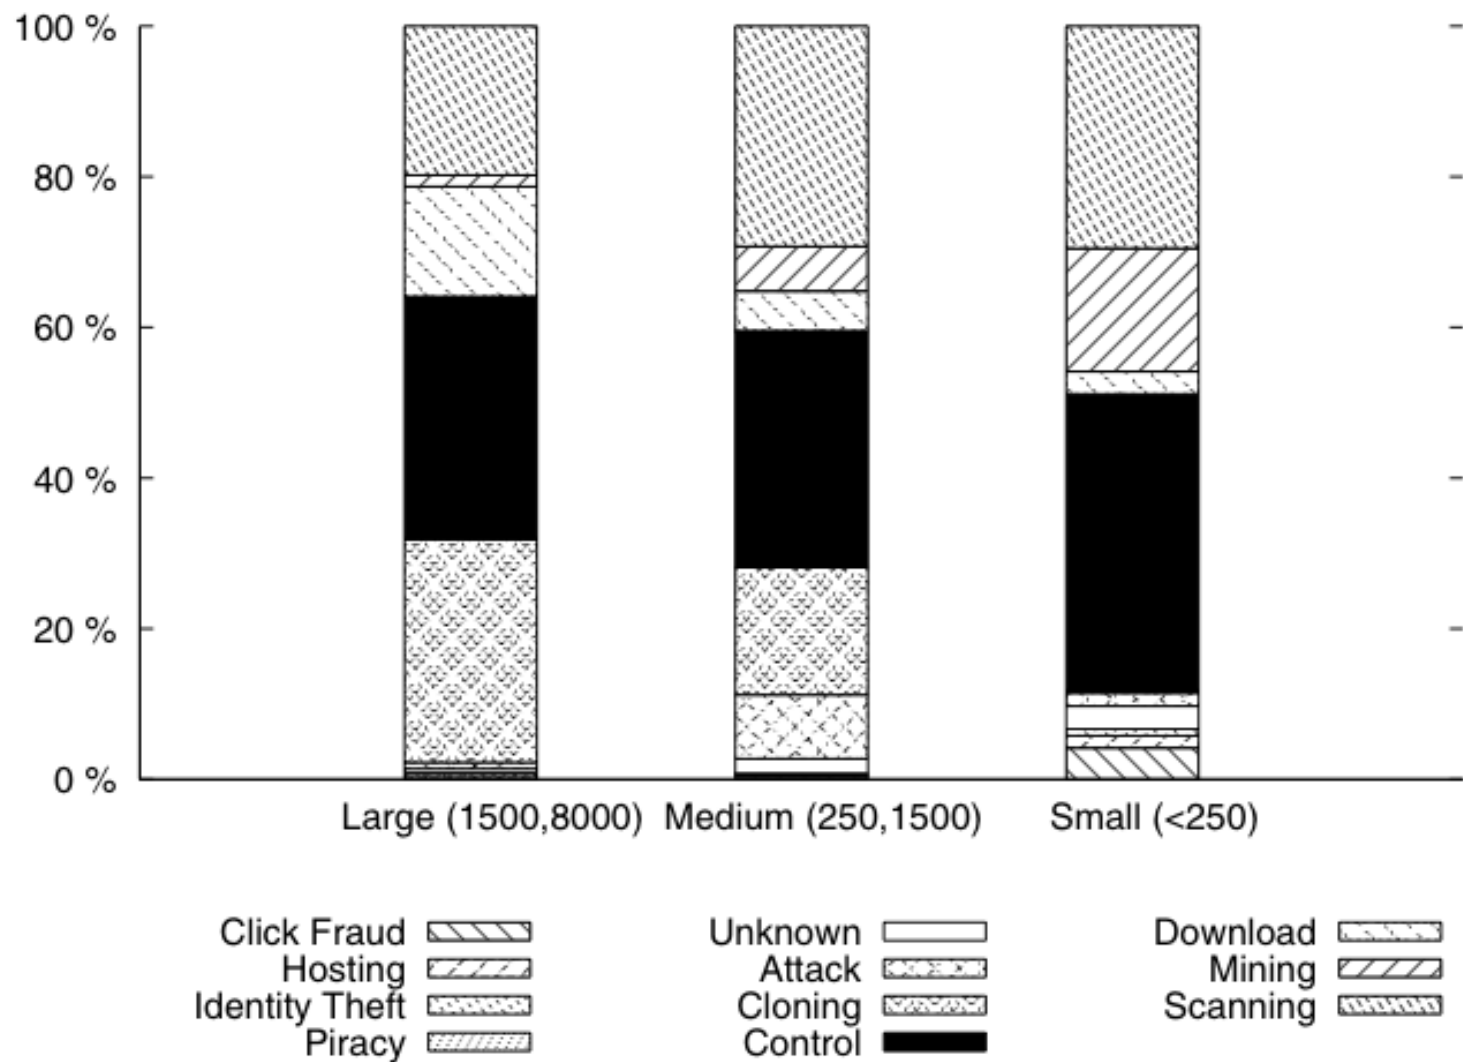 100 %
80 %
60 %
40 %
20 %
0 %
Large (1500,8000) Medium (250,1500) Small (<250)
Click Fraud Unknown Download
Hosting Attack Mining
Identity Theft Cloning Scanning
Piracy Control